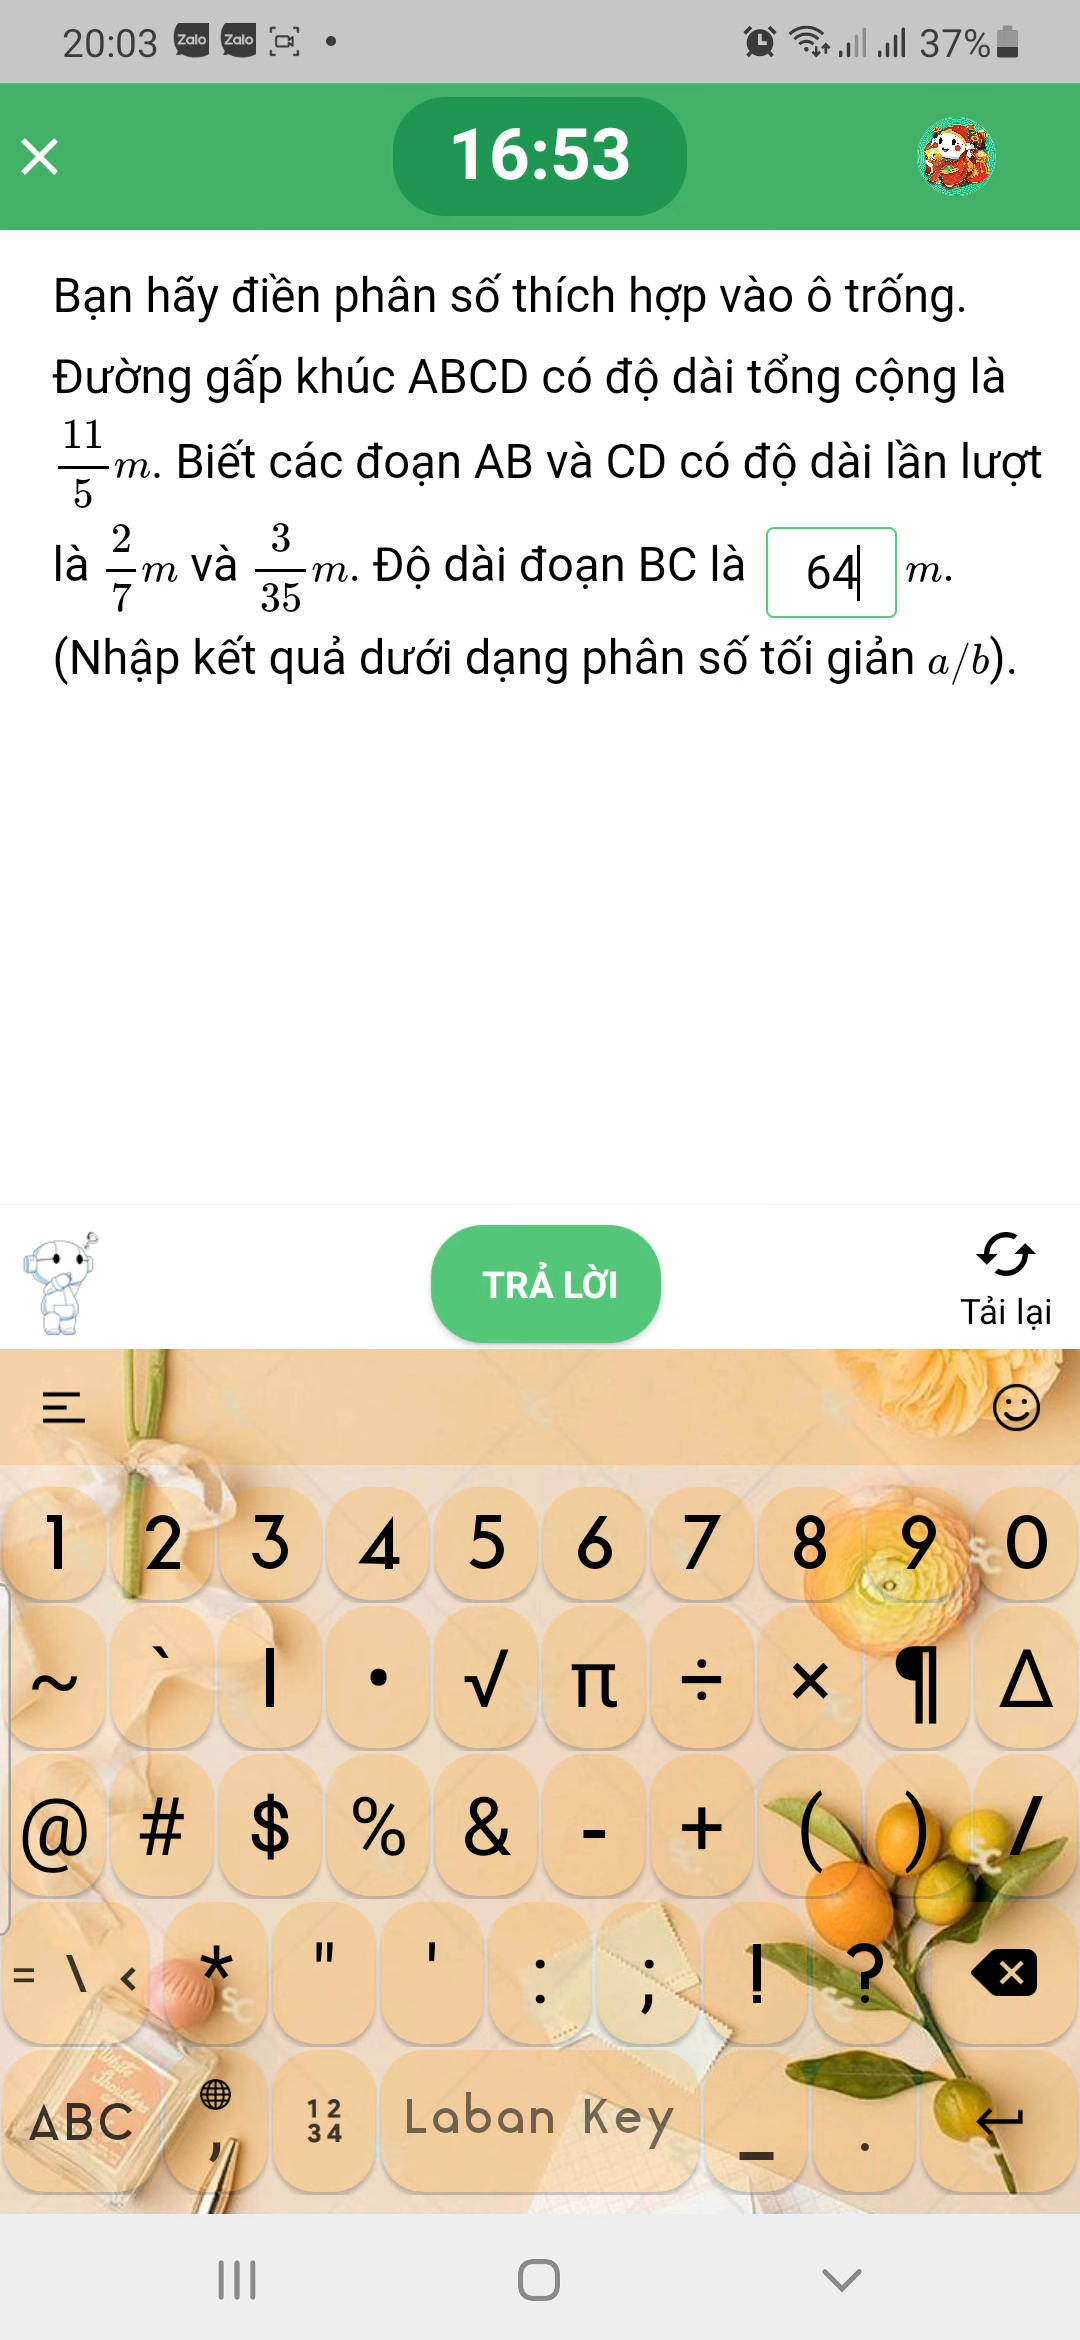 20:03 Zalo Zalo 37%
16:53
Bạn hãy điền phân số thích hợp vào ô trống.
Đường gấp khúc ABCD có độ dài tổng cộng là
11/5 m. Biết các đoạn AB và CD có độ dài lần lượt
là 2/7 m và 3/35 m. Độ dài đoạn BC là 64 m.
(Nhập kết quả dưới dạng phân số tối giản a/b).
TRẢ LỜI
Tải lại
1 2 3 4 5 6 7 8 9 0
~ ` | • √ π ÷ × ¶ Δ
@ # $ % & - + ( ) /
= \ < * " ' : ; ! ?
ABC , 12 34 Laban Key _ .